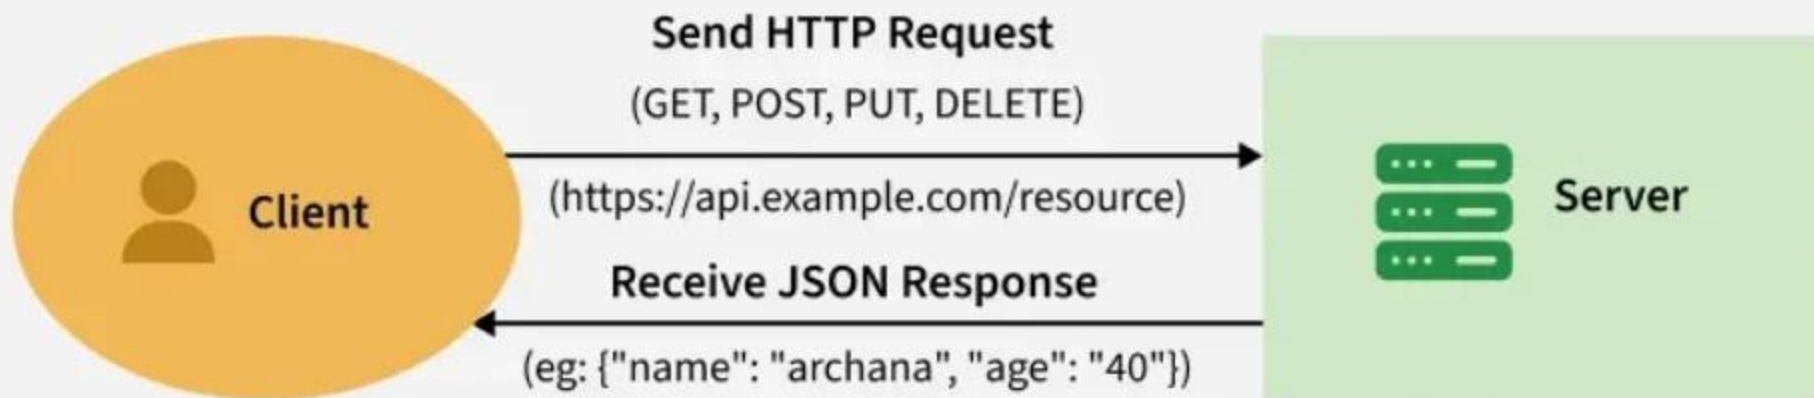 Send HTTP Request
(GET, POST, PUT, DELETE)
Client
(https://api.example.com/resource)
Server
Receive JSON Response
(eg: {"name": "archana", "age": "40"})